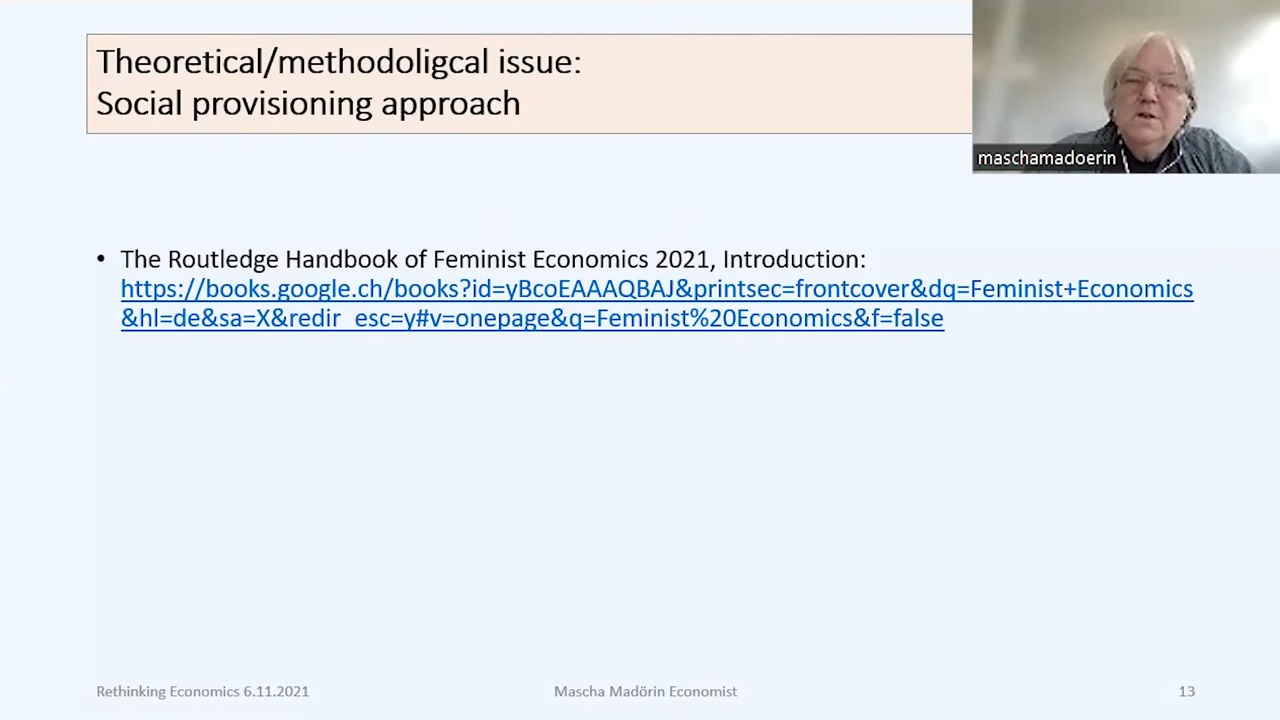 Theoretical/methodoligcal issue:
Social provisioning approach
maschamadoerin
• The Routledge Handbook of Feminist Economics 2021, Introduction:
https://books.google.ch/books?id=yBcoEAAAQBAJ&printsec=frontcover&dq=Feminist+Economics
&hl=de&sa=X&redir_esc=y#v=onepage&q=Feminist%20Economics&f=false
Rethinking Economics 6.11.2021
Mascha Madörin Economist
13